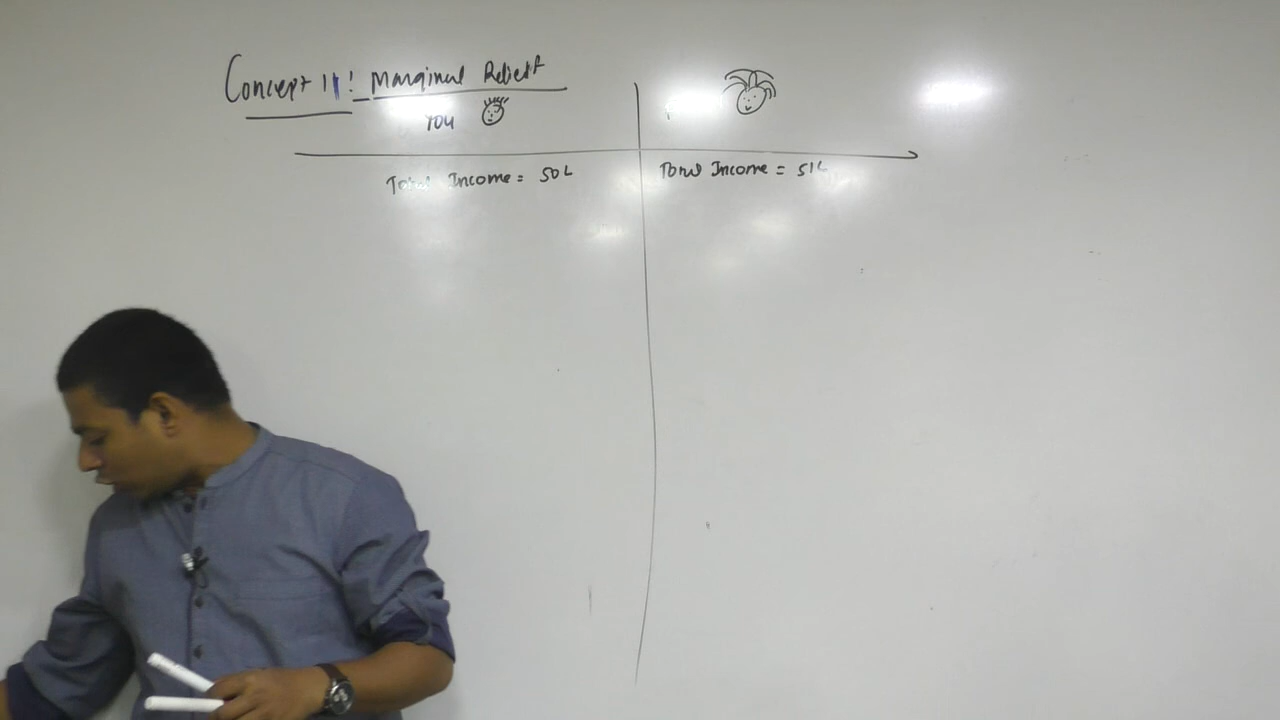 Concept 11: Marginal Relief
YOU
Total Income = 50L
Total Income = 51L